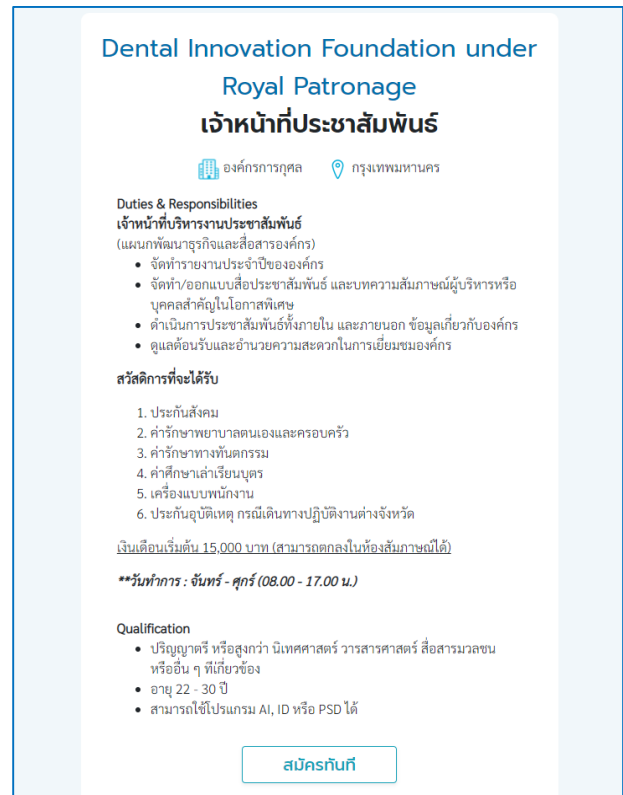 Dental Innovation Foundation under
Royal Patronage
เจ้าหน้าที่ประชาสัมพันธ์
องค์กรการกุศล กรุงเทพมหานคร
Duties & Responsibilities
เจ้าหน้าที่บริหารงานประชาสัมพันธ์
(แผนกพัฒนาธุรกิจและสื่อสารองค์กร)
• จัดทำรายงานประจำปีขององค์กร
• จัดทำ/ออกแบบสื่อประชาสัมพันธ์ และบทความสัมภาษณ์ผู้บริหารหรือ
บุคคลสำคัญในโอกาสพิเศษ
• ดำเนินการประชาสัมพันธ์ทั้งภายใน และภายนอก ข้อมูลเกี่ยวกับองค์กร
• ดูแลต้อนรับและอำนวยความสะดวกในการเยี่ยมชมองค์กร
สวัสดิการที่จะได้รับ
1. ประกันสังคม
2. ค่ารักษาพยาบาลตนเองและครอบครัว
3. ค่ารักษาทางทันตกรรม
4. ค่าศึกษาเล่าเรียนบุตร
5. เครื่องแบบพนักงาน
6. ประกันอุบัติเหตุ กรณีเดินทางปฏิบัติงานต่างจังหวัด
เงินเดือนเริ่มต้น 15,000 บาท (สามารถตกลงในห้องสัมภาษณ์ได้)
**วันทำการ : จันทร์ - ศุกร์ (08.00 - 17.00 น.)
Qualification
• ปริญญาตรี หรือสูงกว่า นิเทศศาสตร์ วารสารศาสตร์ สื่อสารมวลชน
หรืออื่น ๆ ที่เกี่ยวข้อง
• อายุ 22 - 30 ปี
• สามารถใช้โปรแกรม AI, ID หรือ PSD ได้
สมัครทันที